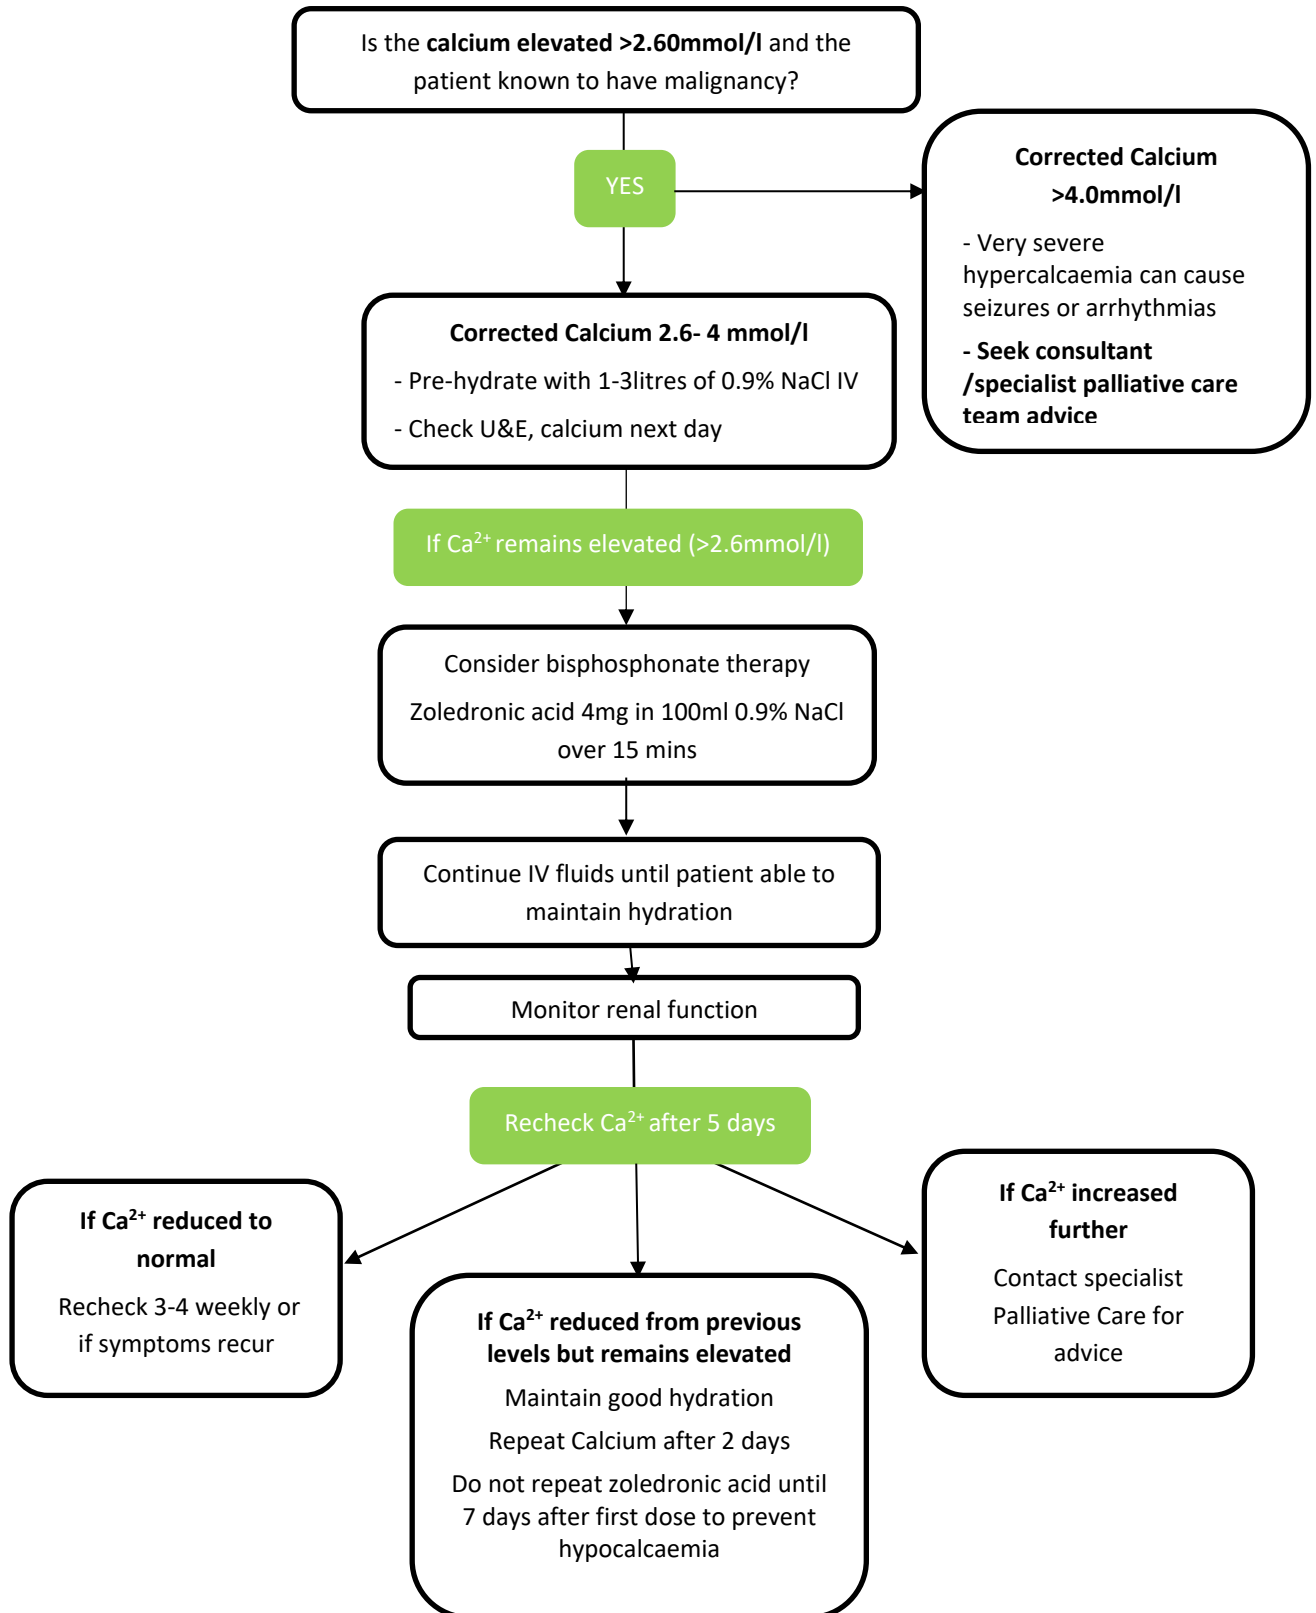 Is the calcium elevated >2.60mmol/l and the
patient known to have malignancy?
YES
Corrected Calcium
>4.0mmol/l
- Very severe
hypercalcaemia can cause
seizures or arrhythmias
- Seek consultant
/specialist palliative care
team advice
Corrected Calcium 2.6- 4 mmol/l
- Pre-hydrate with 1-3litres of 0.9% NaCl IV
- Check U&E, calcium next day
If Ca²⁺ remains elevated (>2.6mmol/l)
Consider bisphosphonate therapy
Zoledronic acid 4mg in 100ml 0.9% NaCl
over 15 mins
Continue IV fluids until patient able to
maintain hydration
Monitor renal function
Recheck Ca²⁺ after 5 days
If Ca²⁺ reduced to
normal
Recheck 3-4 weekly or
if symptoms recur
If Ca²⁺ reduced from previous
levels but remains elevated
Maintain good hydration
Repeat Calcium after 2 days
Do not repeat zoledronic acid until
7 days after first dose to prevent
hypocalcaemia
If Ca²⁺ increased
further
Contact specialist
Palliative Care for
advice